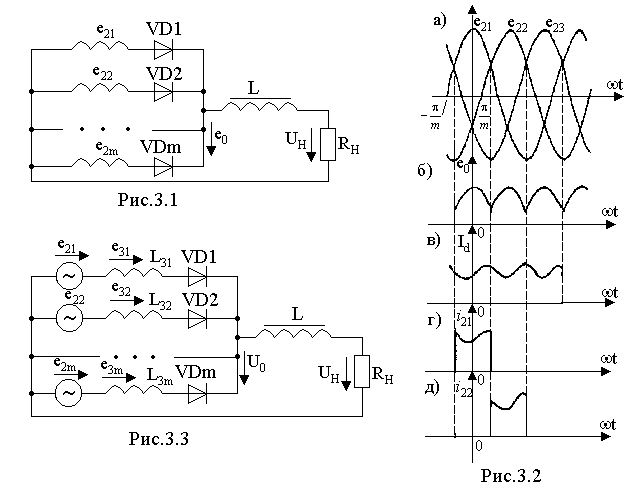 e21 VD1
e22 VD2
L
. . .
e2m VDm
e0
UН RН
Рис.3.1
e21 e31 L31 VD1
~
e22 e32 L32 VD2
~
L
. . .
e2m e3m L3m VDm
~
U0
UН RН
Рис.3.3
а) e21 e22 e23
ωt
-π/m π/m
б) e0
ωt
0
в) Id
ωt
0
г) i21
ωt
0
д) i22
ωt
0
Рис.3.2